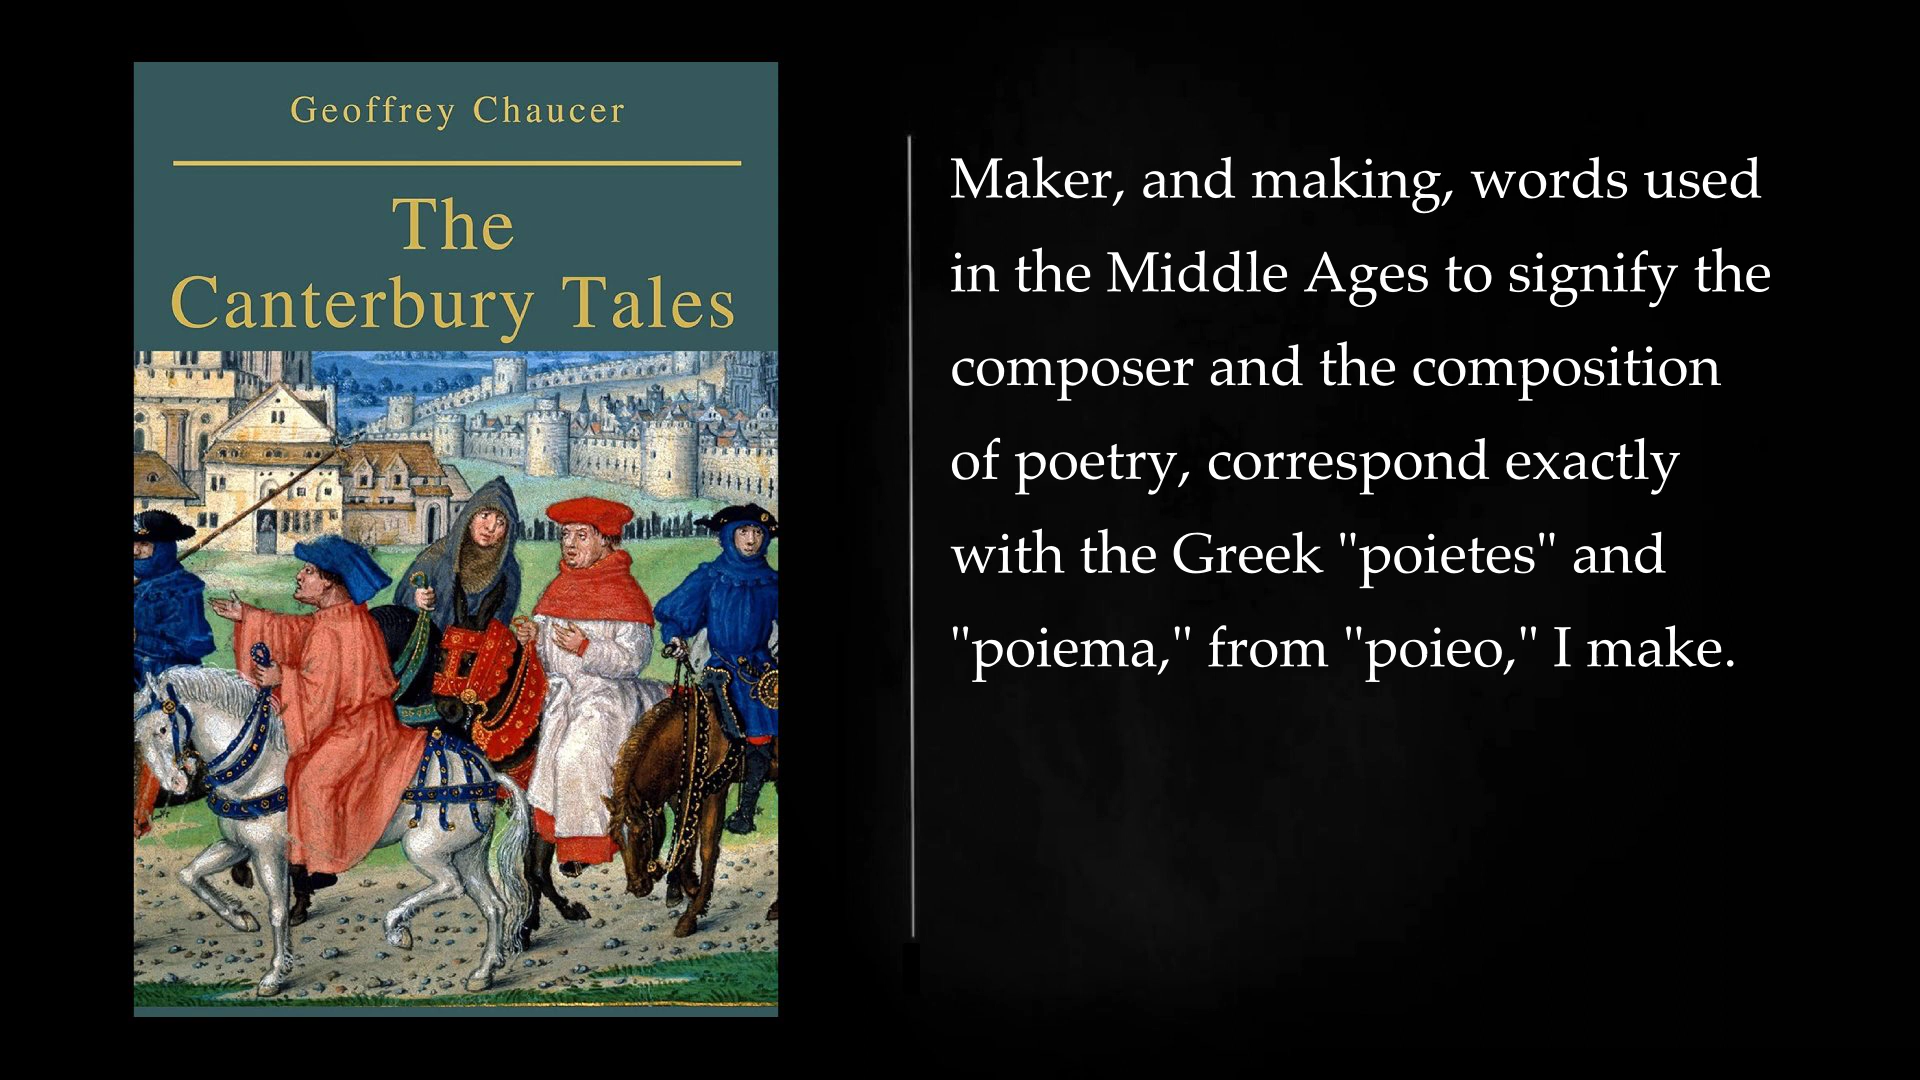 Geoffrey Chaucer
The
Canterbury Tales
Maker, and making, words used
in the Middle Ages to signify the
composer and the composition
of poetry, correspond exactly
with the Greek "poietes" and
"poiema," from "poieo," I make.